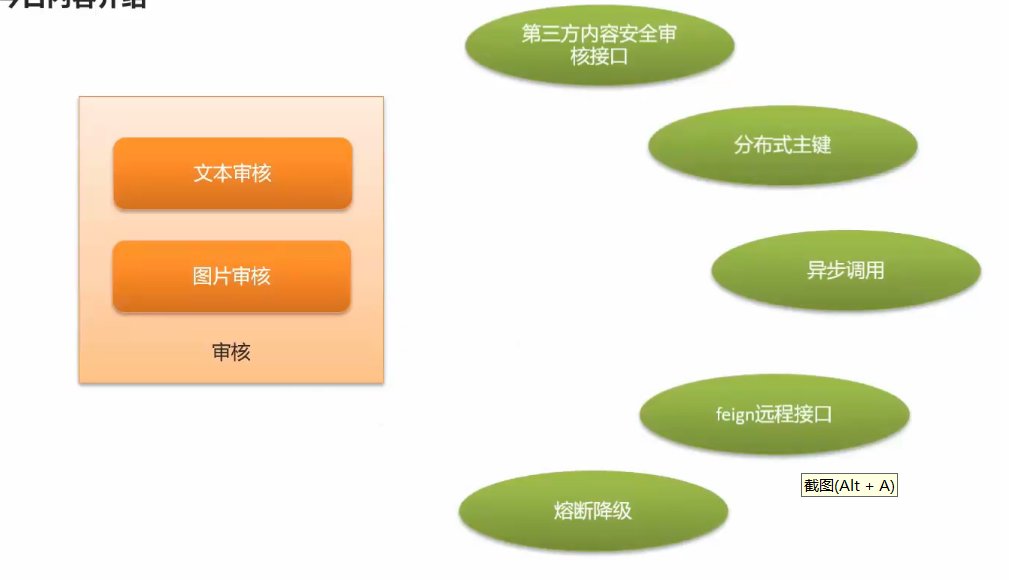 今日内容介绍
第三方内容安全审
核接口
分布式主键
文本审核
异步调用
图片审核
审核
feign远程接口
截图(Alt + A)
熔断降级